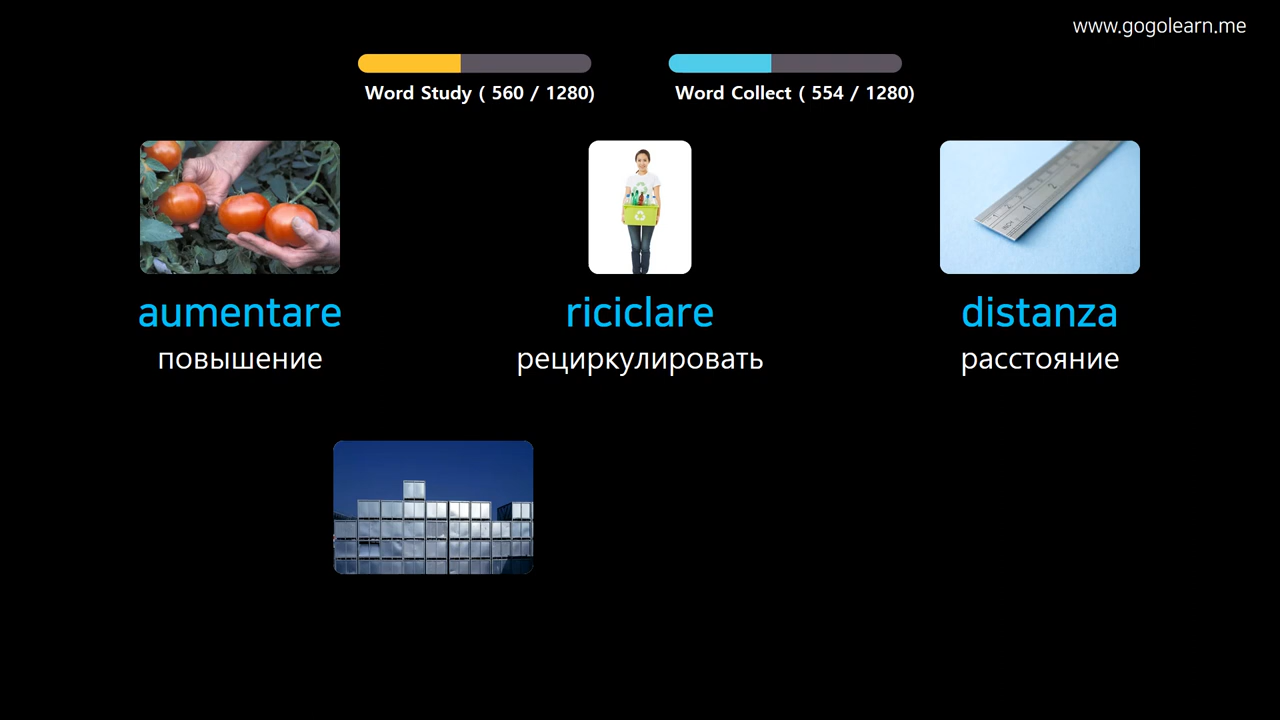 www.gogolearn.me
Word Study ( 560 / 1280)
Word Collect ( 554 / 1280)
aumentare
riciclare
distanza
повышение
рециркулировать
расстояние